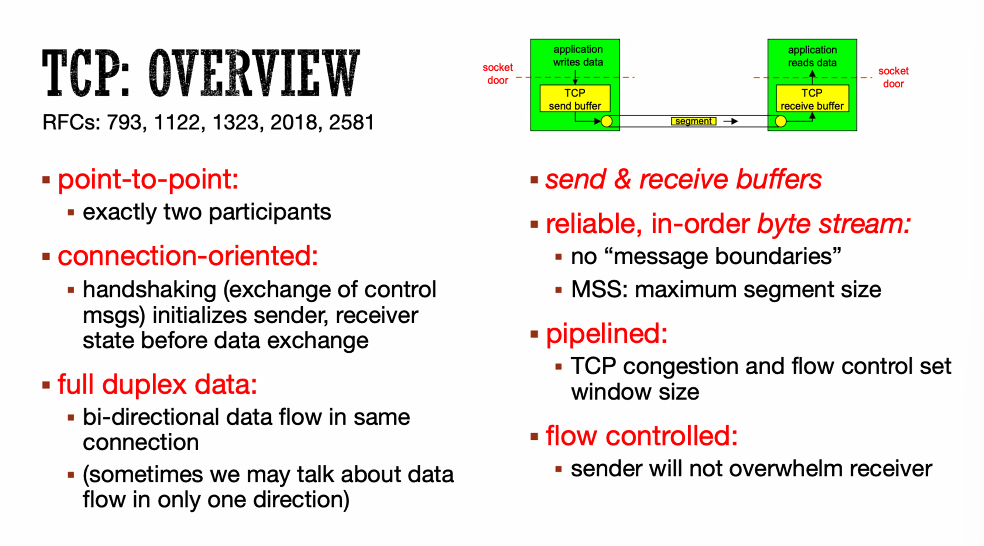 TCP: OVERVIEW
RFCs: 793, 1122, 1323, 2018, 2581
application
writes data
socket
door
TCP
send buffer
segment
application
reads data
socket
door
TCP
receive buffer
point-to-point:
exactly two participants
connection-oriented:
handshaking (exchange of control
msgs) initializes sender, receiver
state before data exchange
full duplex data:
bi-directional data flow in same
connection
(sometimes we may talk about data
flow in only one direction)
send & receive buffers
reliable, in-order byte stream:
no “message boundaries”
MSS: maximum segment size
pipelined:
TCP congestion and flow control set
window size
flow controlled:
sender will not overwhelm receiver